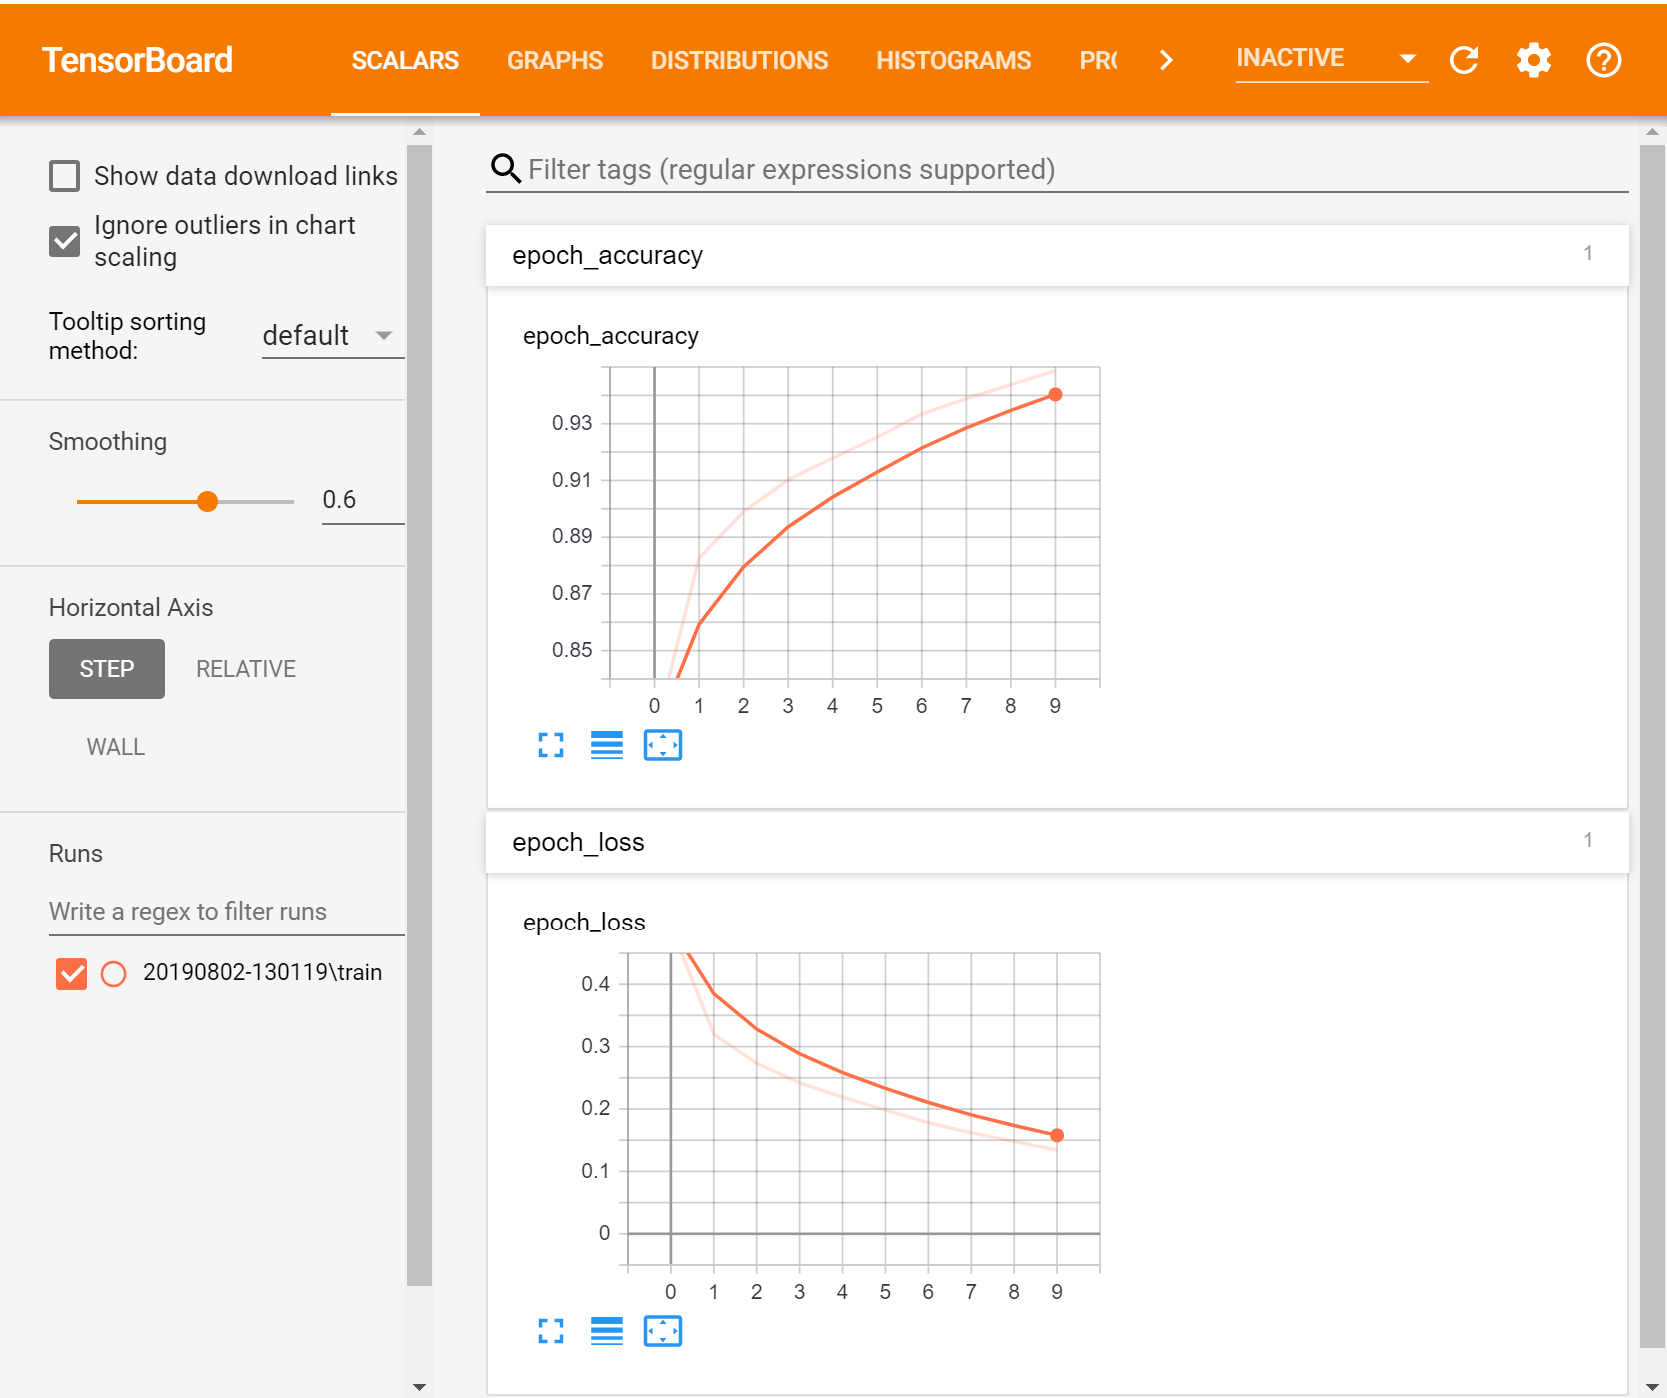 TensorBoard
SCALARS
GRAPHS
DISTRIBUTIONS
HISTOGRAMS
PRO
INACTIVE
Show data download links
Ignore outliers in chart
scaling
Tooltip sorting
method:
default
Smoothing
0.6
Horizontal Axis
STEP
RELATIVE
WALL
Runs
Write a regex to filter runs
20190802-130119\train
Filter tags (regular expressions supported)
epoch_accuracy
1
epoch_accuracy
0.93
0.91
0.89
0.87
0.85
0 1 2 3 4 5 6 7 8 9
epoch_loss
1
epoch_loss
0.4
0.3
0.2
0.1
0
0 1 2 3 4 5 6 7 8 9